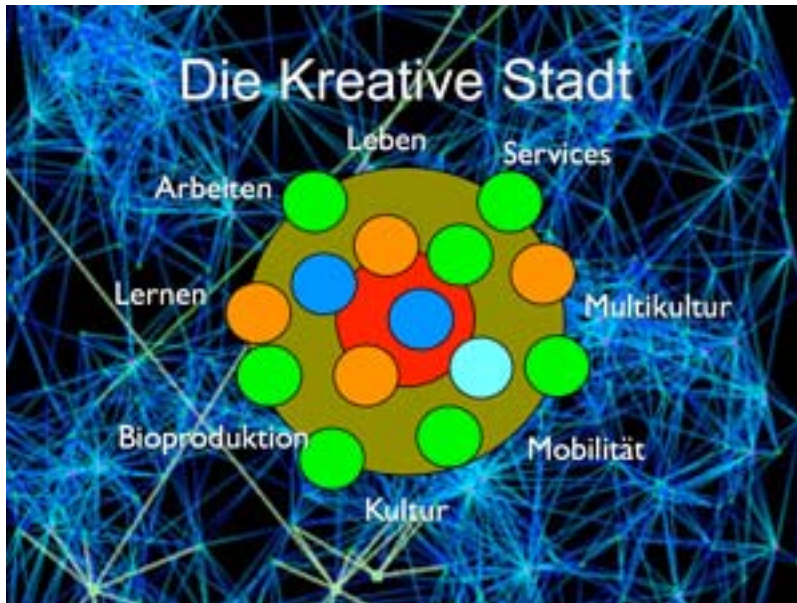 Die Kreative Stadt
Leben
Services
Arbeiten
Lernen
Multikultur
Bioproduktion
Mobilität
Kultur